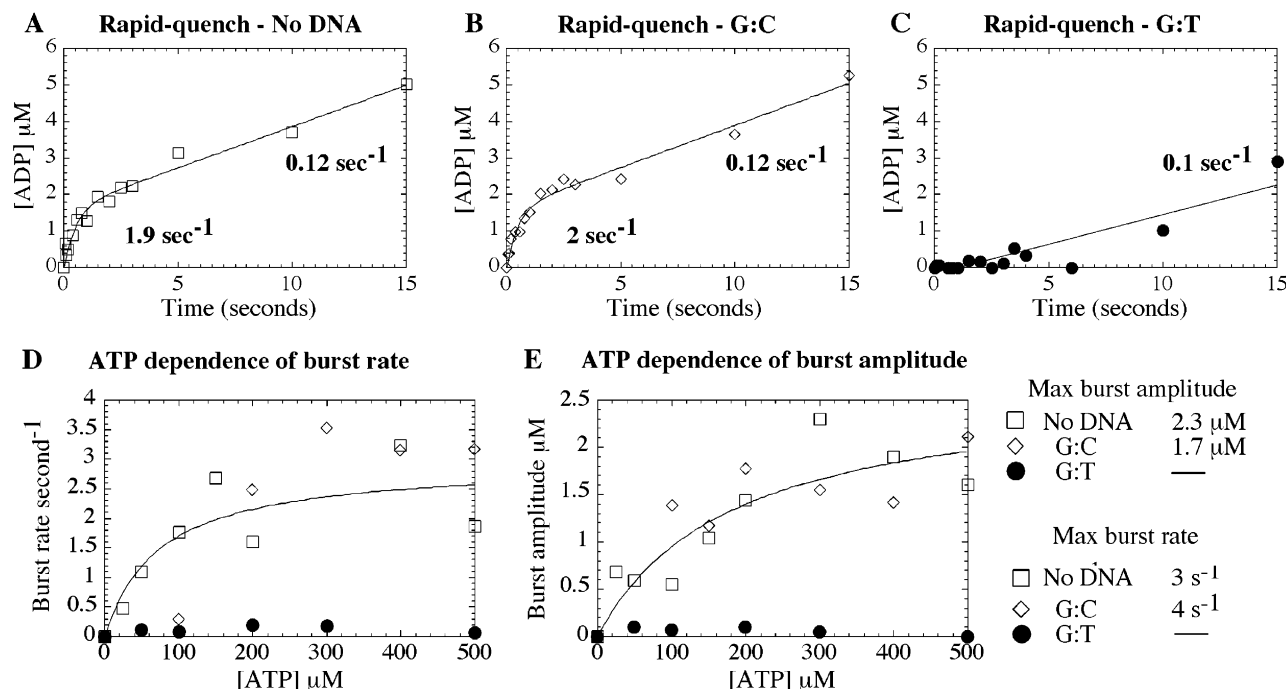 A Rapid-quench - No DNA
6
5
4
3
2
1
0
[ADP] μM
0.12 sec⁻¹
1.9 sec⁻¹
0 5 10 15
Time (seconds)
B Rapid-quench - G:C
6
5
4
3
2
1
0
[ADP] μM
0.12 sec⁻¹
2 sec⁻¹
0 5 10 15
Time (seconds)
C Rapid-quench - G:T
6
5
4
3
2
1
0
[ADP] μM
0.1 sec⁻¹
0 5 10 15
Time (seconds)
D ATP dependence of burst rate
4
3.5
3
2.5
2
1.5
1
0.5
0
Burst rate second⁻¹
0 100 200 300 400 500
[ATP] μM
E ATP dependence of burst amplitude
2.5
2
1.5
1
0.5
0
Burst amplitude μM
0 100 200 300 400 500
[ATP] μM
Max burst amplitude
No DNA 2.3 μM
G:C 1.7 μM
G:T —
Max burst rate
No DNA 3 s⁻¹
G:C 4 s⁻¹
G:T —